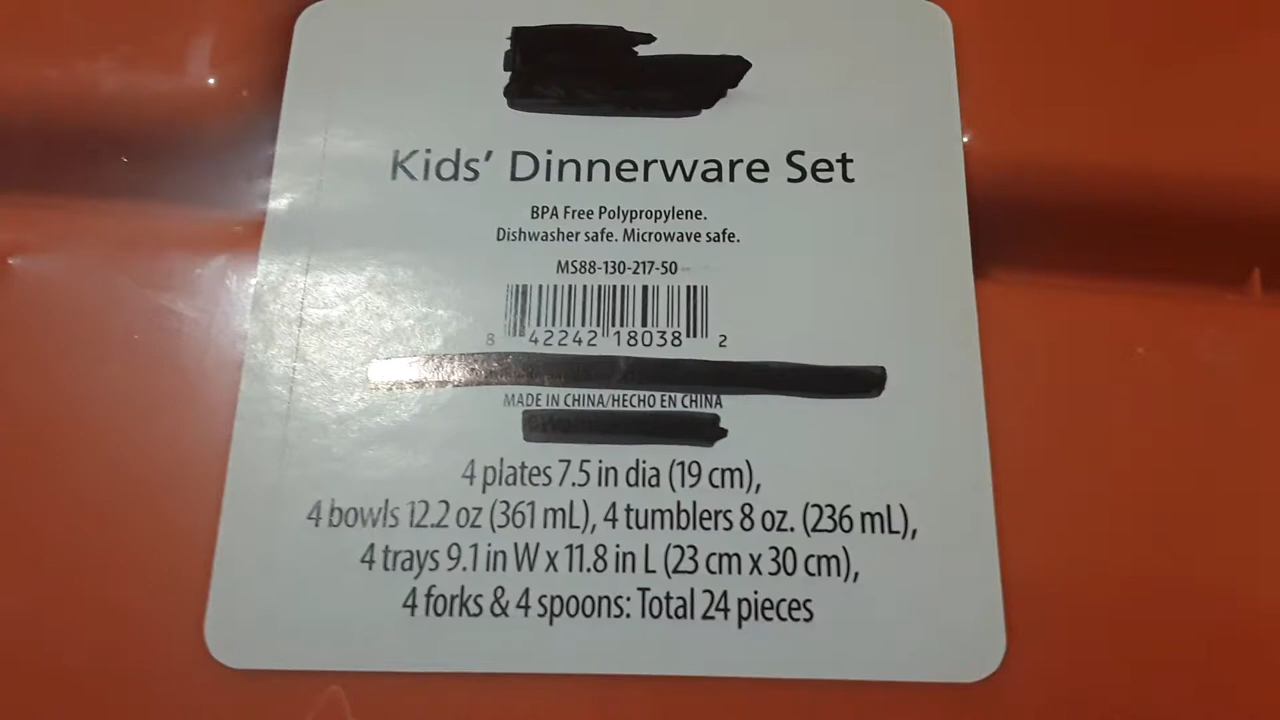 Kids' Dinnerware Set
BPA Free Polypropylene.
Dishwasher safe. Microwave safe.
MS88-130-217-50
8 42242 18038 2
MADE IN CHINA/HECHO EN CHINA
4 plates 7.5 in dia (19 cm),
4 bowls 12.2 oz (361 mL), 4 tumblers 8 oz. (236 mL),
4 trays 9.1 in W x 11.8 in L (23 cm x 30 cm),
4 forks & 4 spoons: Total 24 pieces